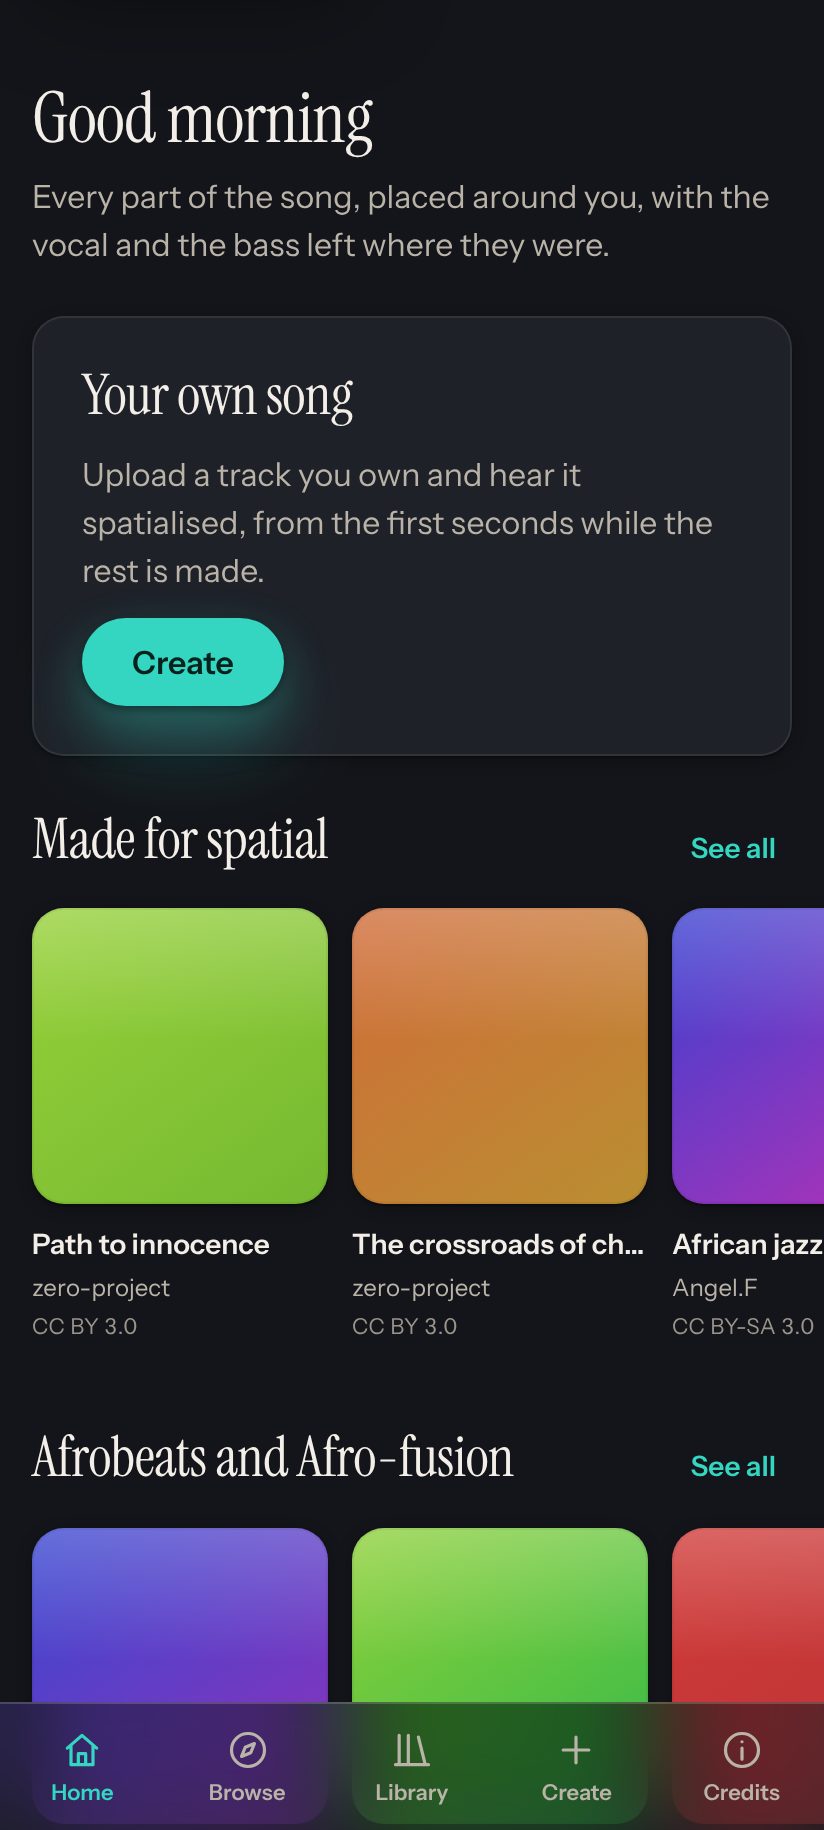 Good morning
Every part of the song, placed around you, with the
vocal and the bass left where they were.
Your own song
Upload a track you own and hear it
spatialised, from the first seconds while the
rest is made.
Create
Made for spatial
See all
Path to innocence
The crossroads of ch...
African jazz
zero-project
zero-project
Angel.F
CC BY 3.0
CC BY 3.0
CC BY-SA 3.0
Afrobeats and Afro-fusion
See all
Home
Browse
Library
Create
Credits